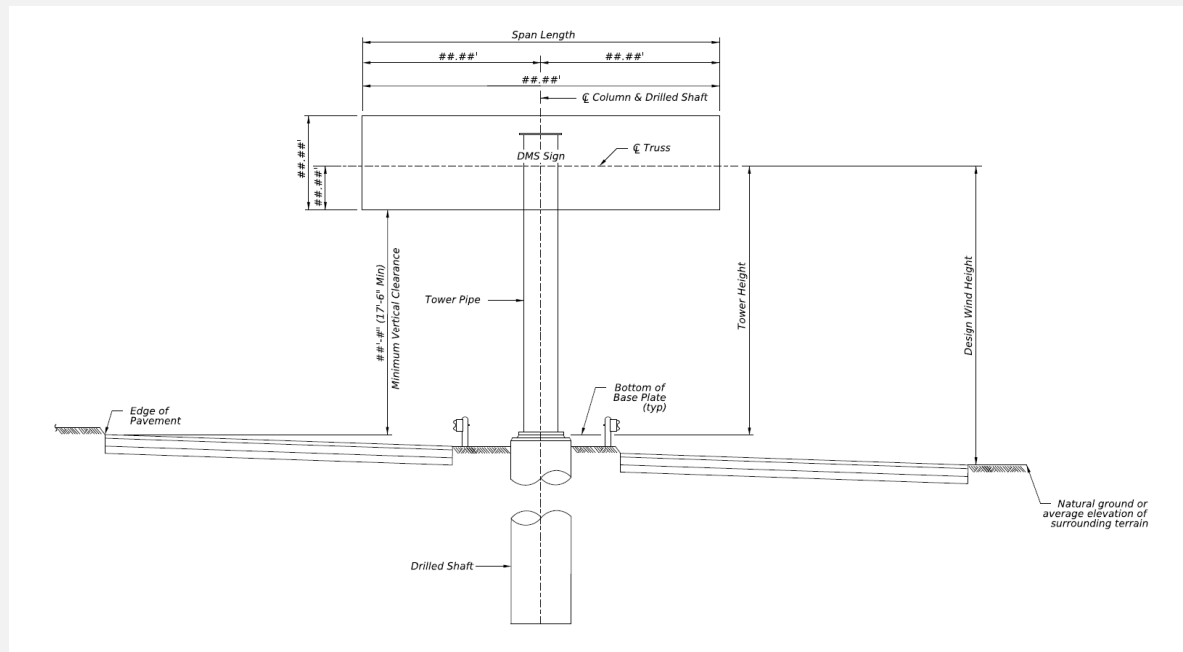 Span Length
##.##'
##.##'
##.##'
℄ Column & Drilled Shaft
DMS Sign
℄ Truss
##.##'
##.##'
##'-#" (17'-6" Min)
Minimum Vertical Clearance
Tower Pipe
Tower Height
Design Wind Height
Bottom of
Base Plate
(typ)
Edge of
Pavement
Natural ground or
average elevation of
surrounding terrain
Drilled Shaft